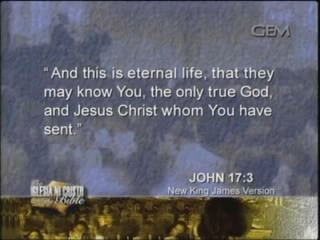 GEM
“And this is eternal life, that they
may know You, the only true God,
and Jesus Christ whom You have
sent.”
JOHN 17:3
New King James Version
IGLESIA NI CRISTO
Bible